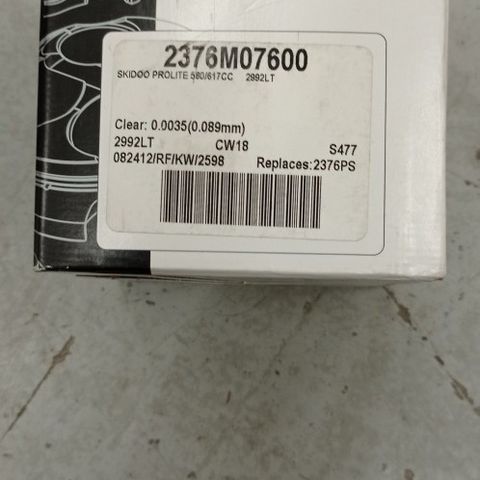 2376M07600
SKIDOO PROLITE 580/617CC 2992LT
Clear: 0.0035(0.089mm)
2992LT CW18 S477
082412/RF/KW/2598 Replaces:2376PS